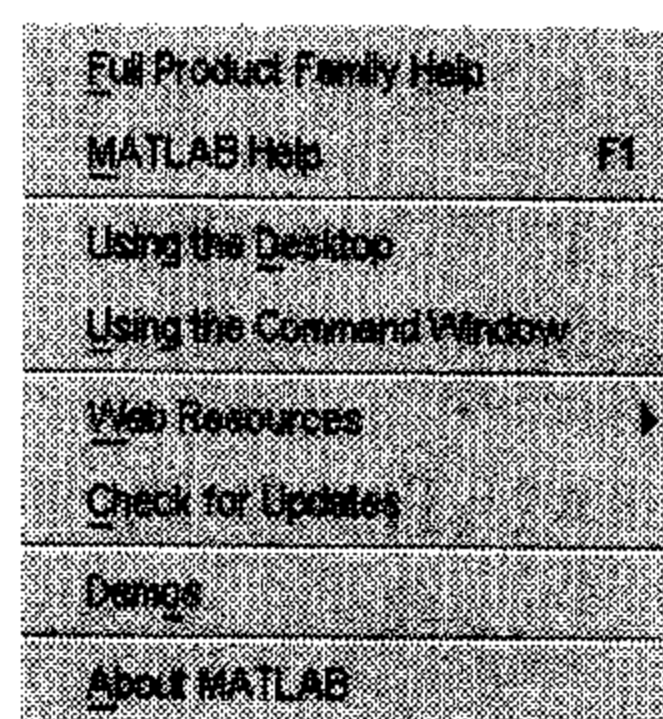 Full Product Family Help
MATLAB Help F1
Using the Desktop
Using the Command Window
Web Resources
Check for Updates
Demos
About MATLAB